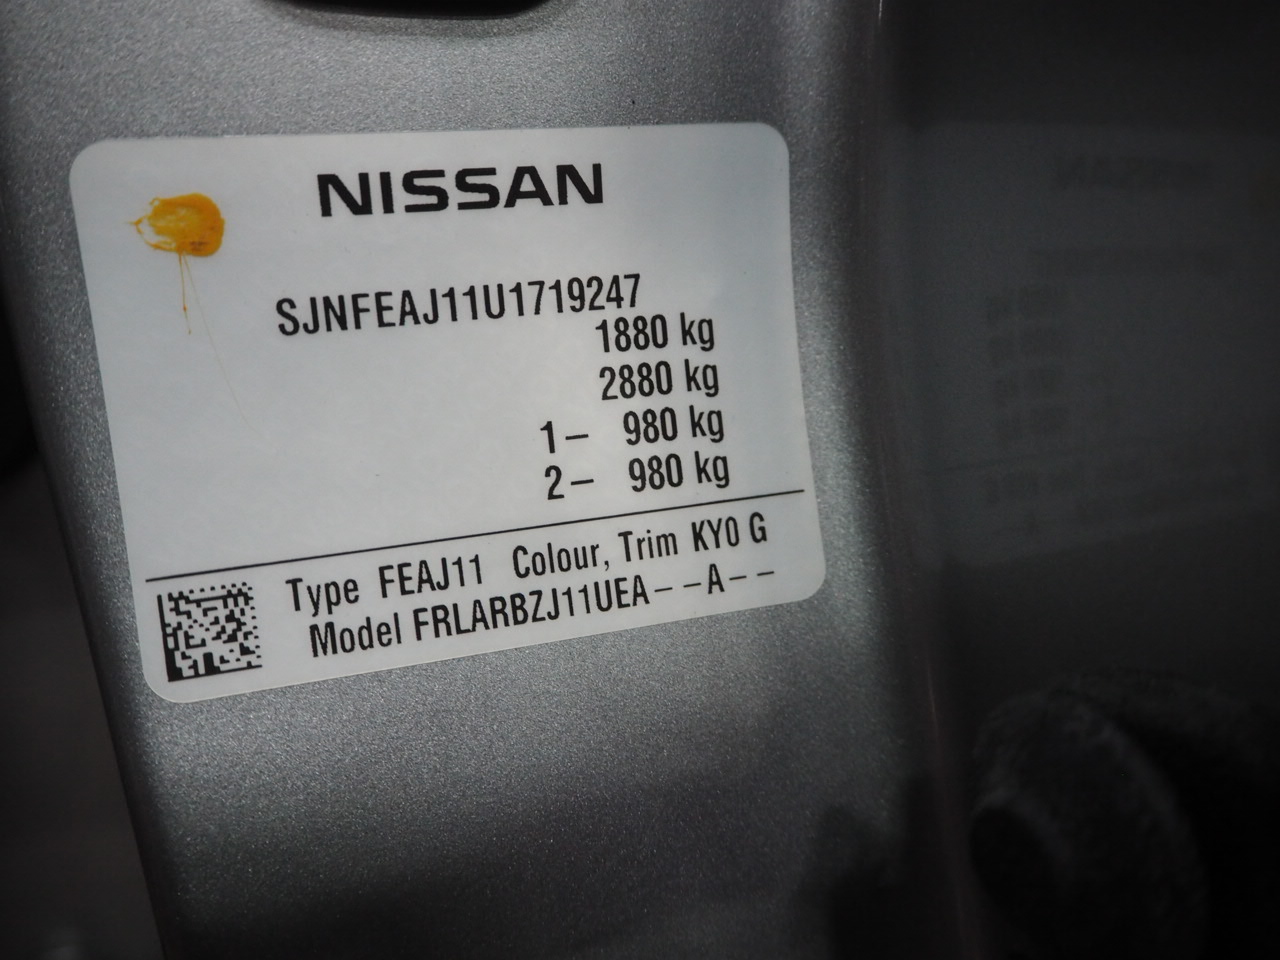 NISSAN
SJNFEAJ11U1719247
1880 kg
2880 kg
1– 980 kg
2– 980 kg
Type FEAJ11 Colour, Trim KY0 G
Model FRLARBZJ11UEA– –A– –